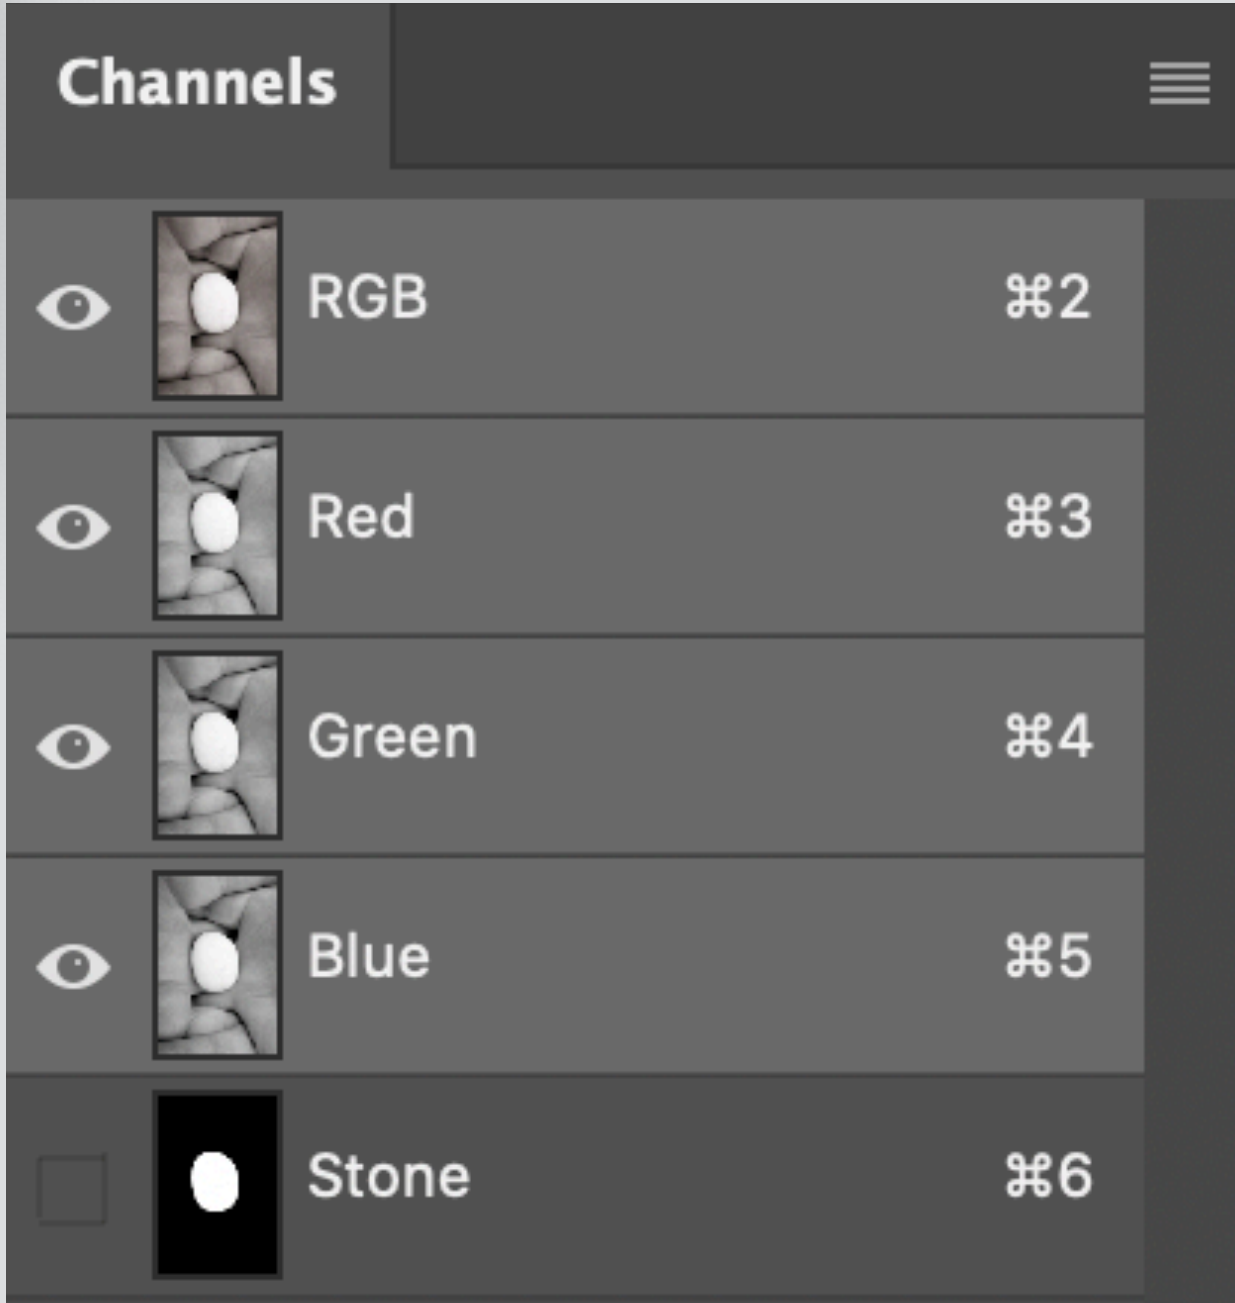 Channels
RGB ⌘2
Red ⌘3
Green ⌘4
Blue ⌘5
Stone ⌘6